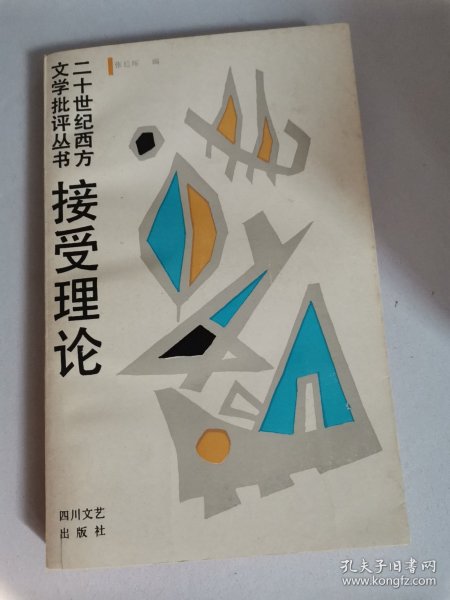 二十世纪西方
文学批评丛书
接受理论
编
四川文艺
出版社
孔夫子旧书网
www.kongfz.com